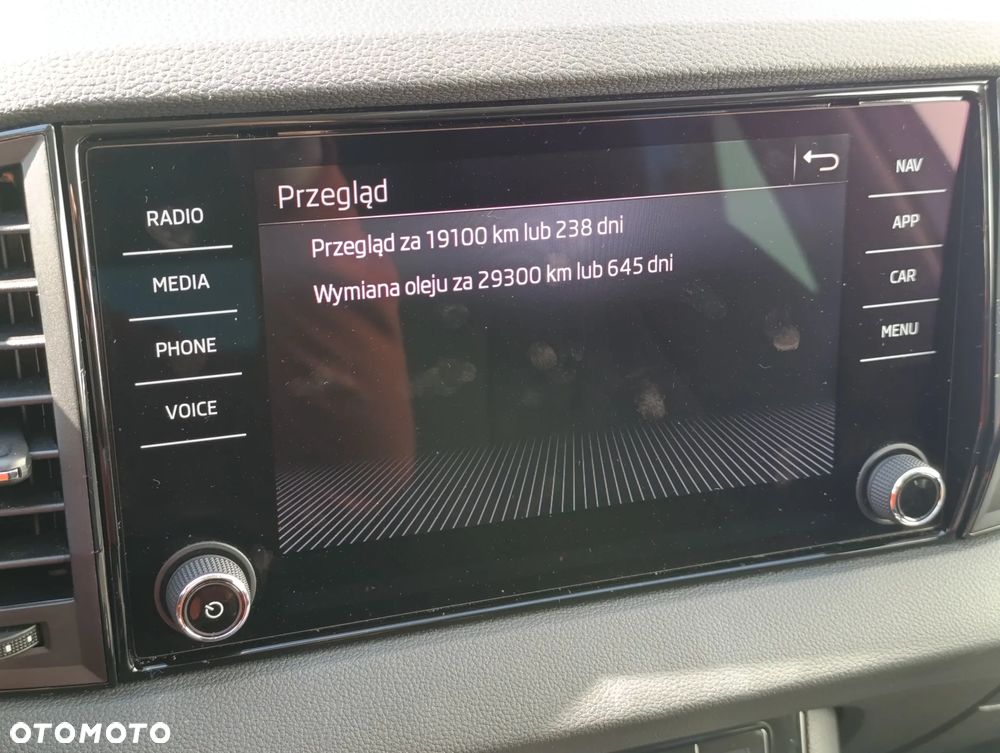 Przegląd
Przegląd za 19100 km lub 238 dni
Wymiana oleju za 29300 km lub 645 dni
RADIO
MEDIA
PHONE
VOICE
NAV
APP
CAR
MENU
OTOMOTO